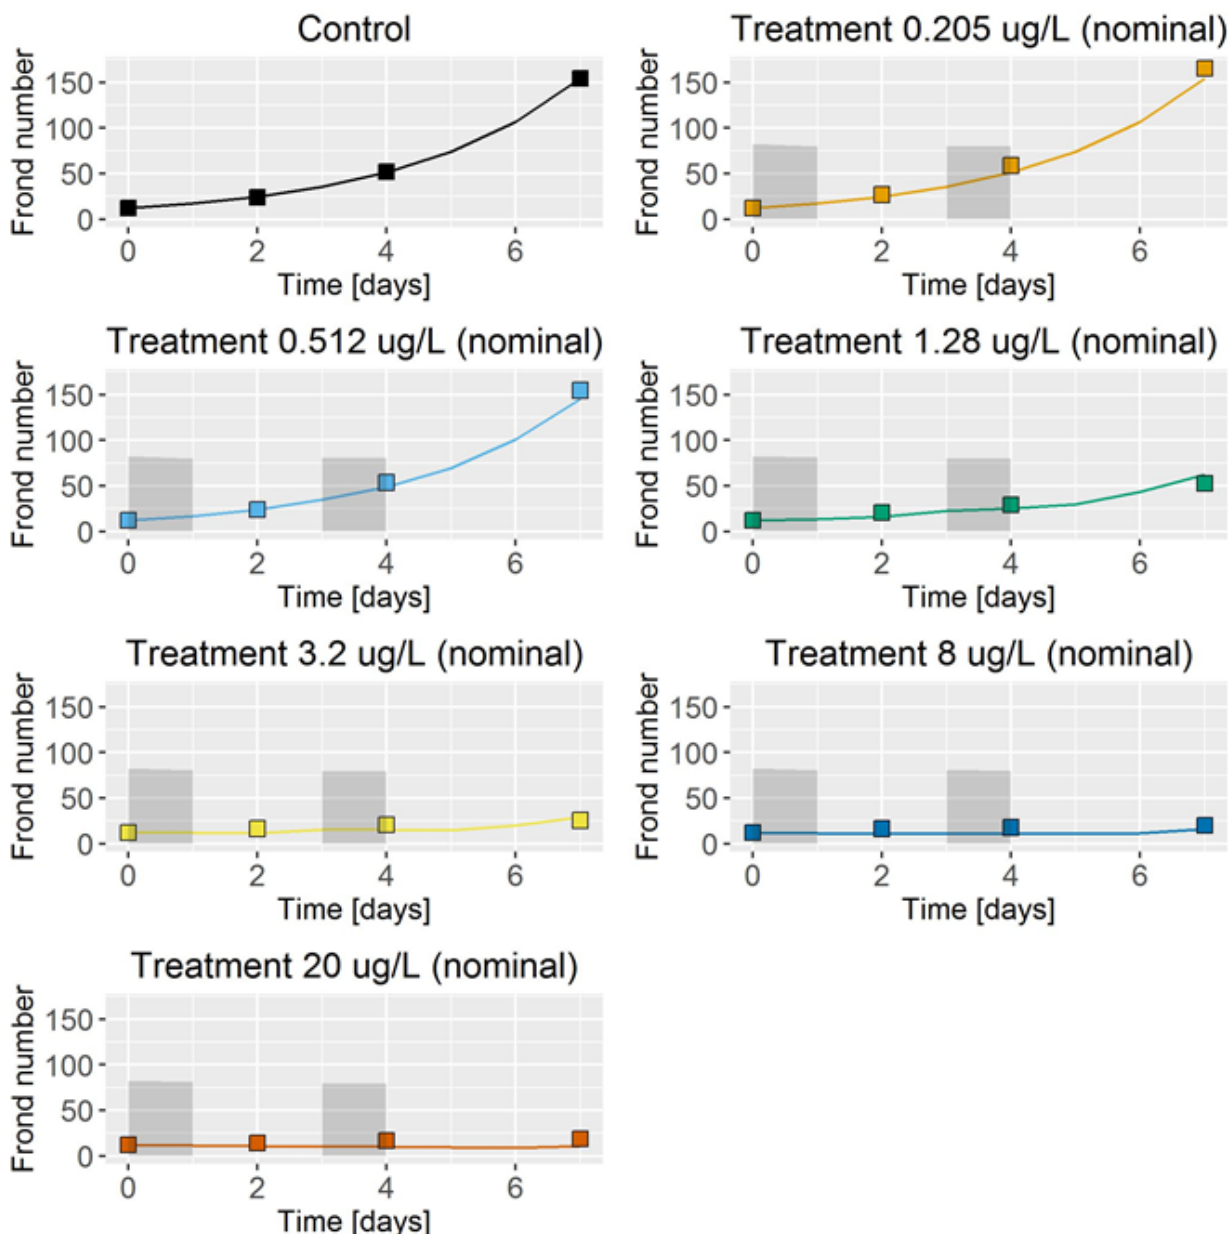 Control
Frond number
150
100
50
0
0 2 4 6
Time [days]
Treatment 0.205 ug/L (nominal)
Frond number
150
100
50
0
0 2 4 6
Time [days]
Treatment 0.512 ug/L (nominal)
Frond number
150
100
50
0
0 2 4 6
Time [days]
Treatment 1.28 ug/L (nominal)
Frond number
150
100
50
0
0 2 4 6
Time [days]
Treatment 3.2 ug/L (nominal)
Frond number
150
100
50
0
0 2 4 6
Time [days]
Treatment 8 ug/L (nominal)
Frond number
150
100
50
0
0 2 4 6
Time [days]
Treatment 20 ug/L (nominal)
Frond number
150
100
50
0
0 2 4 6
Time [days]